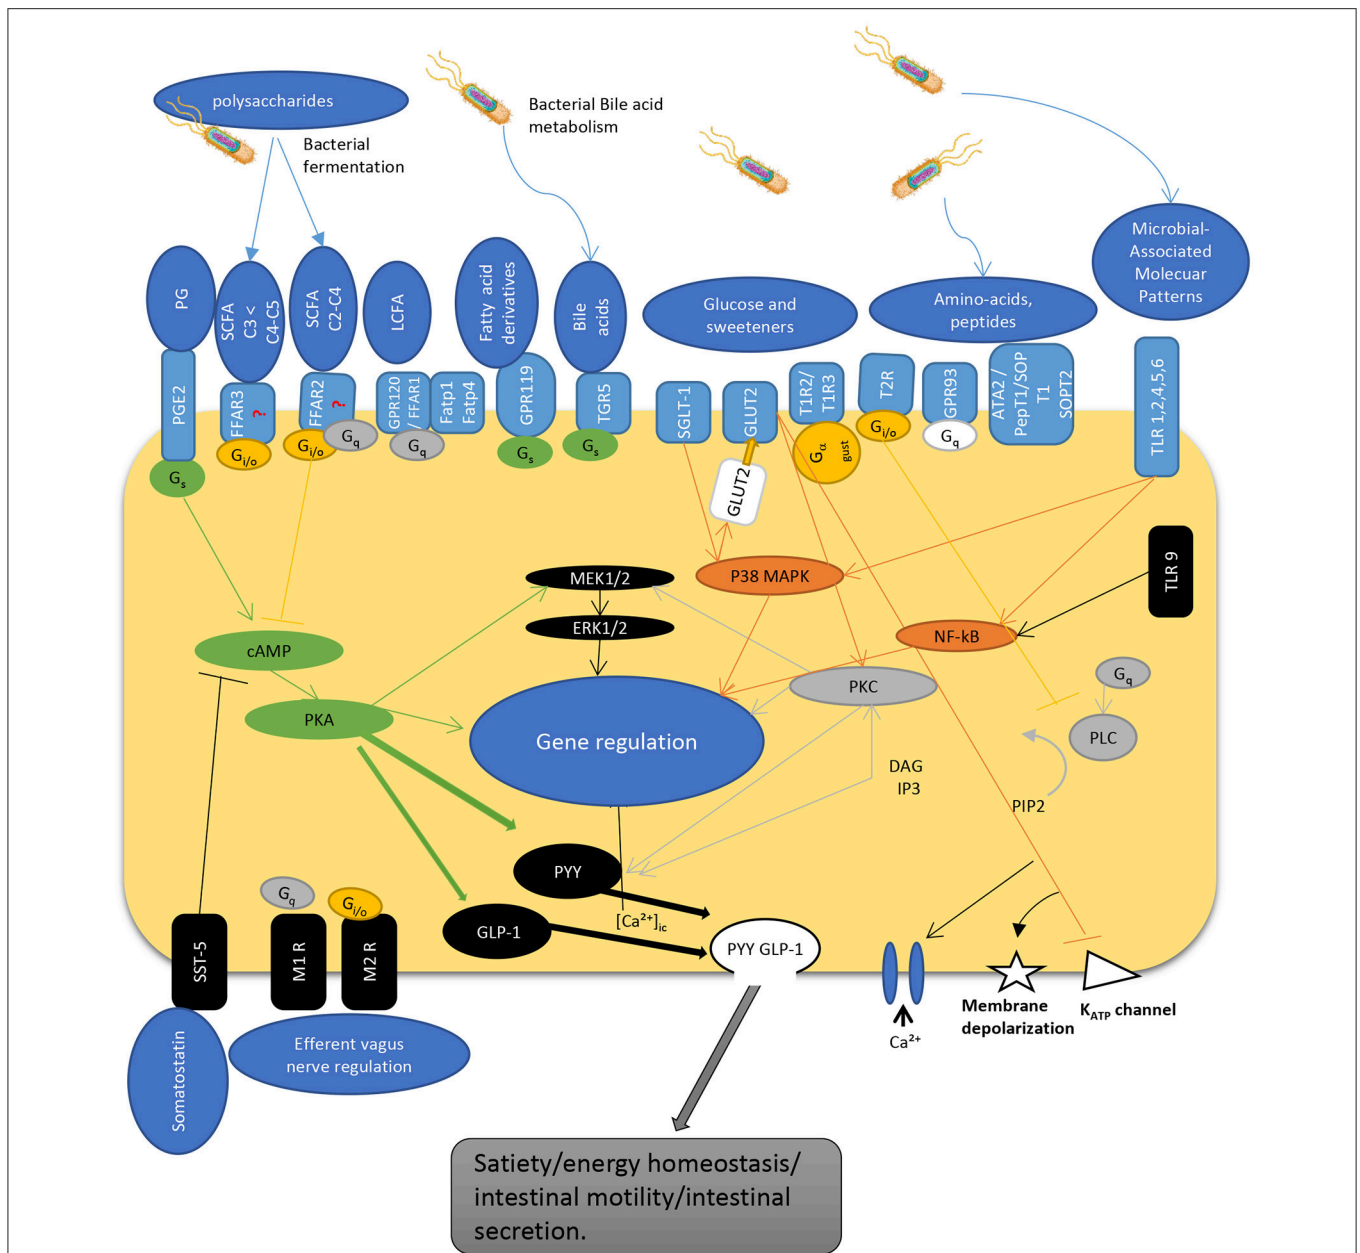 polysaccharides
Bacterial
fermentation
Bacterial Bile acid
metabolism
Microbial-
Associated
Molecuar
Patterns
PG
SCFA
C3 <
C4-C5
SCFA
C2-C4
LCFA
Fatty acid
derivatives
Bile
acids
Glucose and
sweeteners
Amino-acids,
peptides
PGE2
FFAR3
?
FFAR2
?
GPR120
/ FFAR1
Fatp1
Fatp4
GPR119
TGR5
SGLT-1
GLUT2
T1R2/
T1R3
T2R
GPR93
ATA2 /
PepT1/SOP
T1
SOPT2
TLR 1,2,4,5,6
Gs
Gi/o
Gi/o
Gq
Gq
Gs
Gs
Gα
gust
Gi/o
Gq
GLUT2
TLR 9
MEK1/2
P38 MAPK
ERK1/2
NF-kB
cAMP
PKA
PKC
Gq
PLC
Gene regulation
DAG
IP3
PIP2
PYY
GLP-1
[Ca²⁺]ic
PYY GLP-1
Gq
Gi/o
SST-5
M1 R
M2 R
Membrane
depolarization
KATP channel
Ca²⁺
Somatostatin
Efferent vagus
nerve regulation
Satiety/energy homeostasis/
intestinal motility/intestinal
secretion.